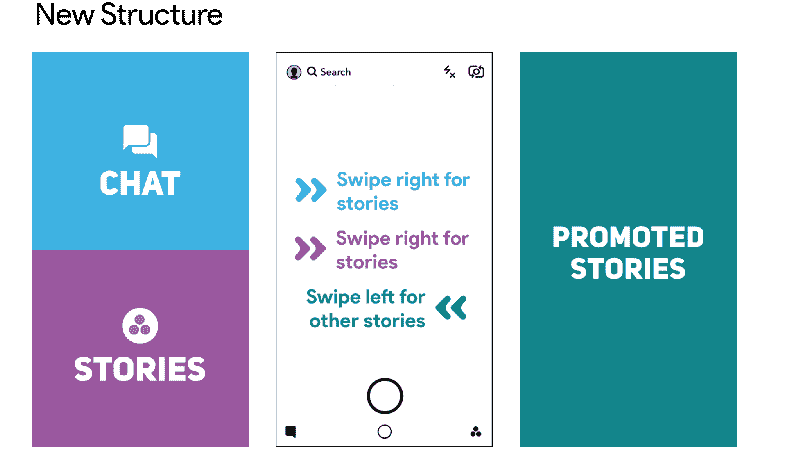 New Structure
CHAT
STORIES
Search
Swipe right for
stories
Swipe right for
stories
Swipe left for
other stories
PROMOTED
STORIES